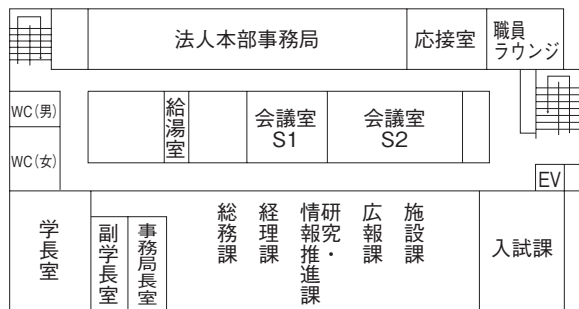 法人本部事務局
応接室
職員
ラウンジ
WC(男)
給湯室
会議室
S1
会議室
S2
WC(女)
EV
学長室
副学長室
事務局長室
総務課
経理課
研究・
情報推進課
広報課
施設課
入試課